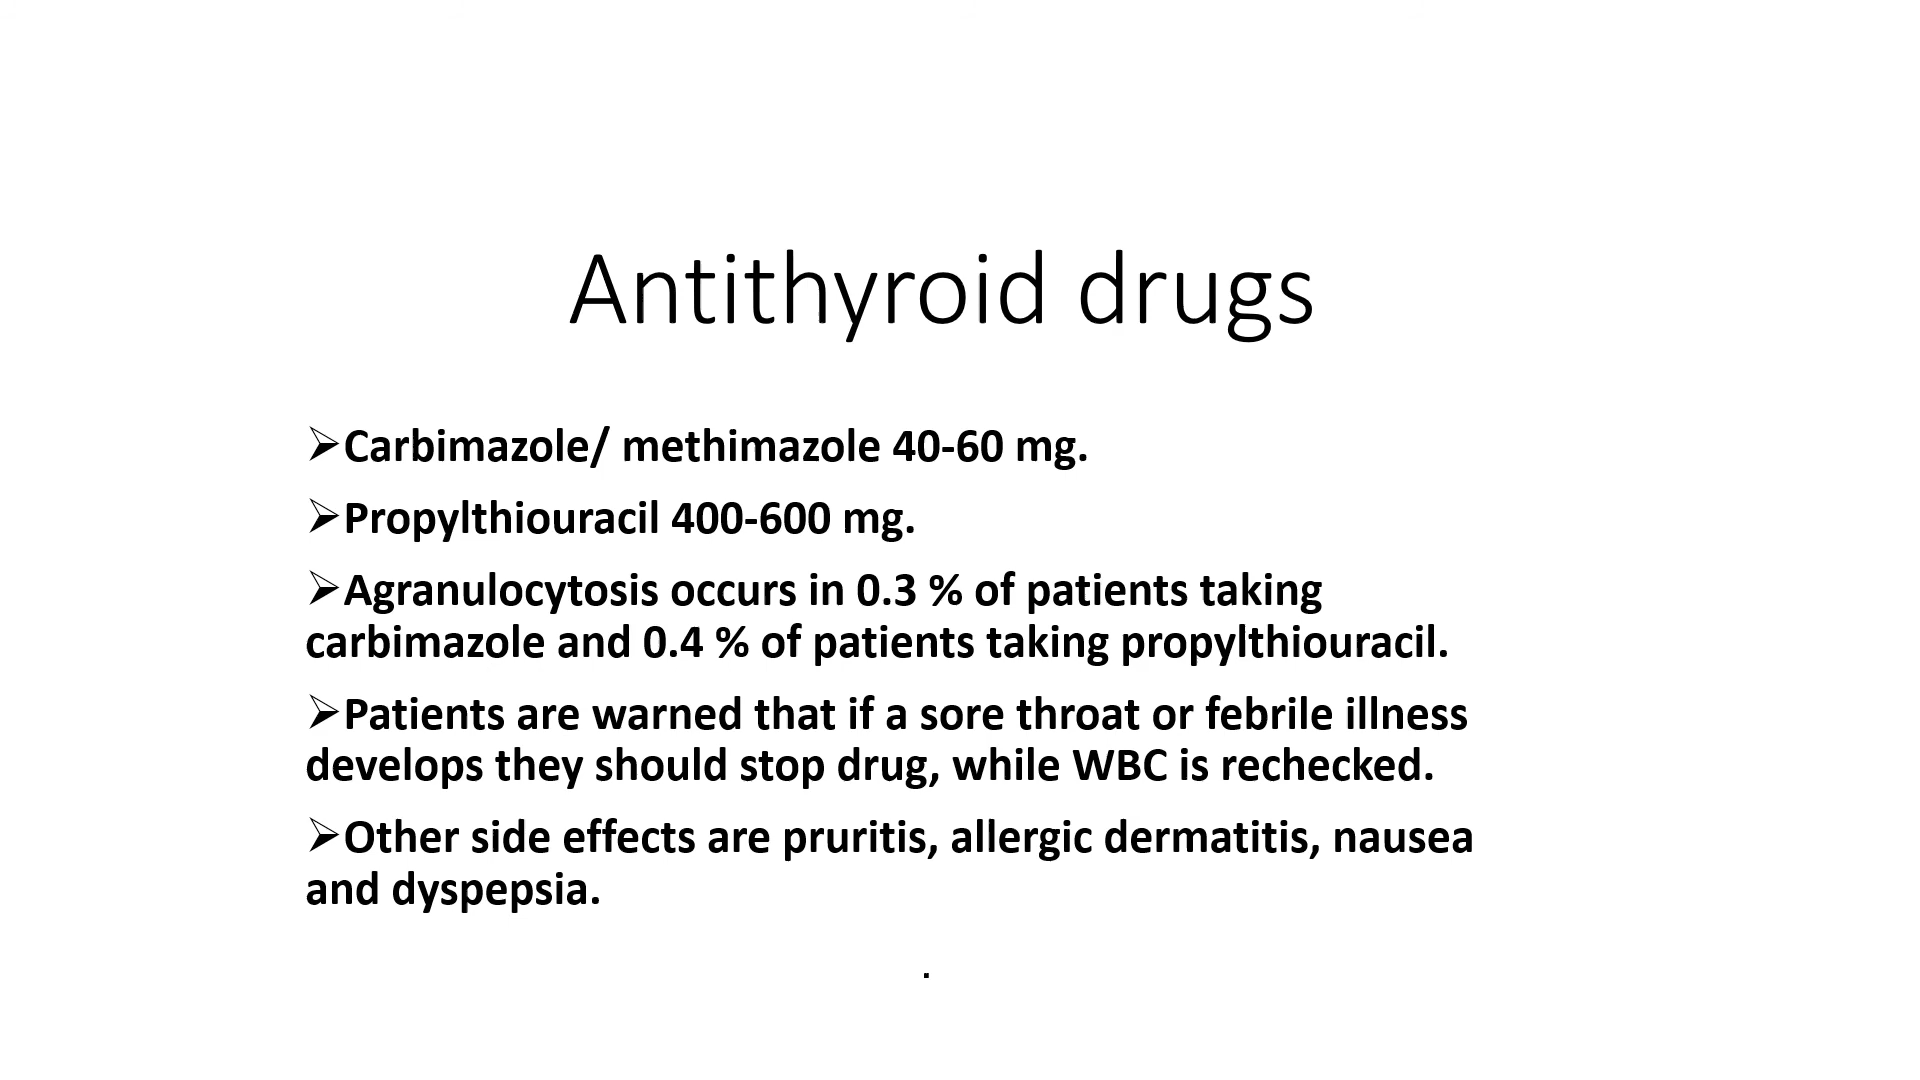 Antithyroid drugs
➢Carbimazole/ methimazole 40-60 mg.
➢Propylthiouracil 400-600 mg.
➢Agranulocytosis occurs in 0.3 % of patients taking
carbimazole and 0.4 % of patients taking propylthiouracil.
➢Patients are warned that if a sore throat or febrile illness
develops they should stop drug, while WBC is rechecked.
➢Other side effects are pruritis, allergic dermatitis, nausea
and dyspepsia.
.